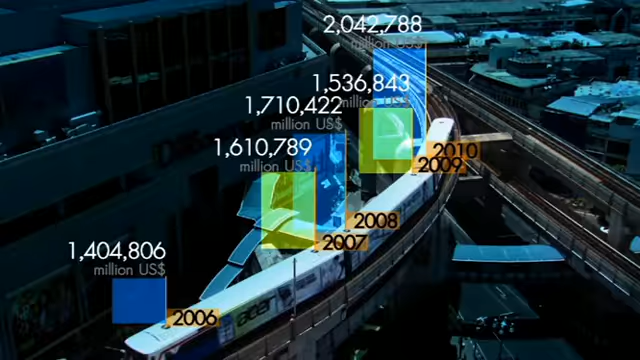 2,042,788
million US$
1,536,843
million US$
1,710,422
million US$
1,610,789
million US$
2010
2009
2008
2007
1,404,806
million US$
2006
acer